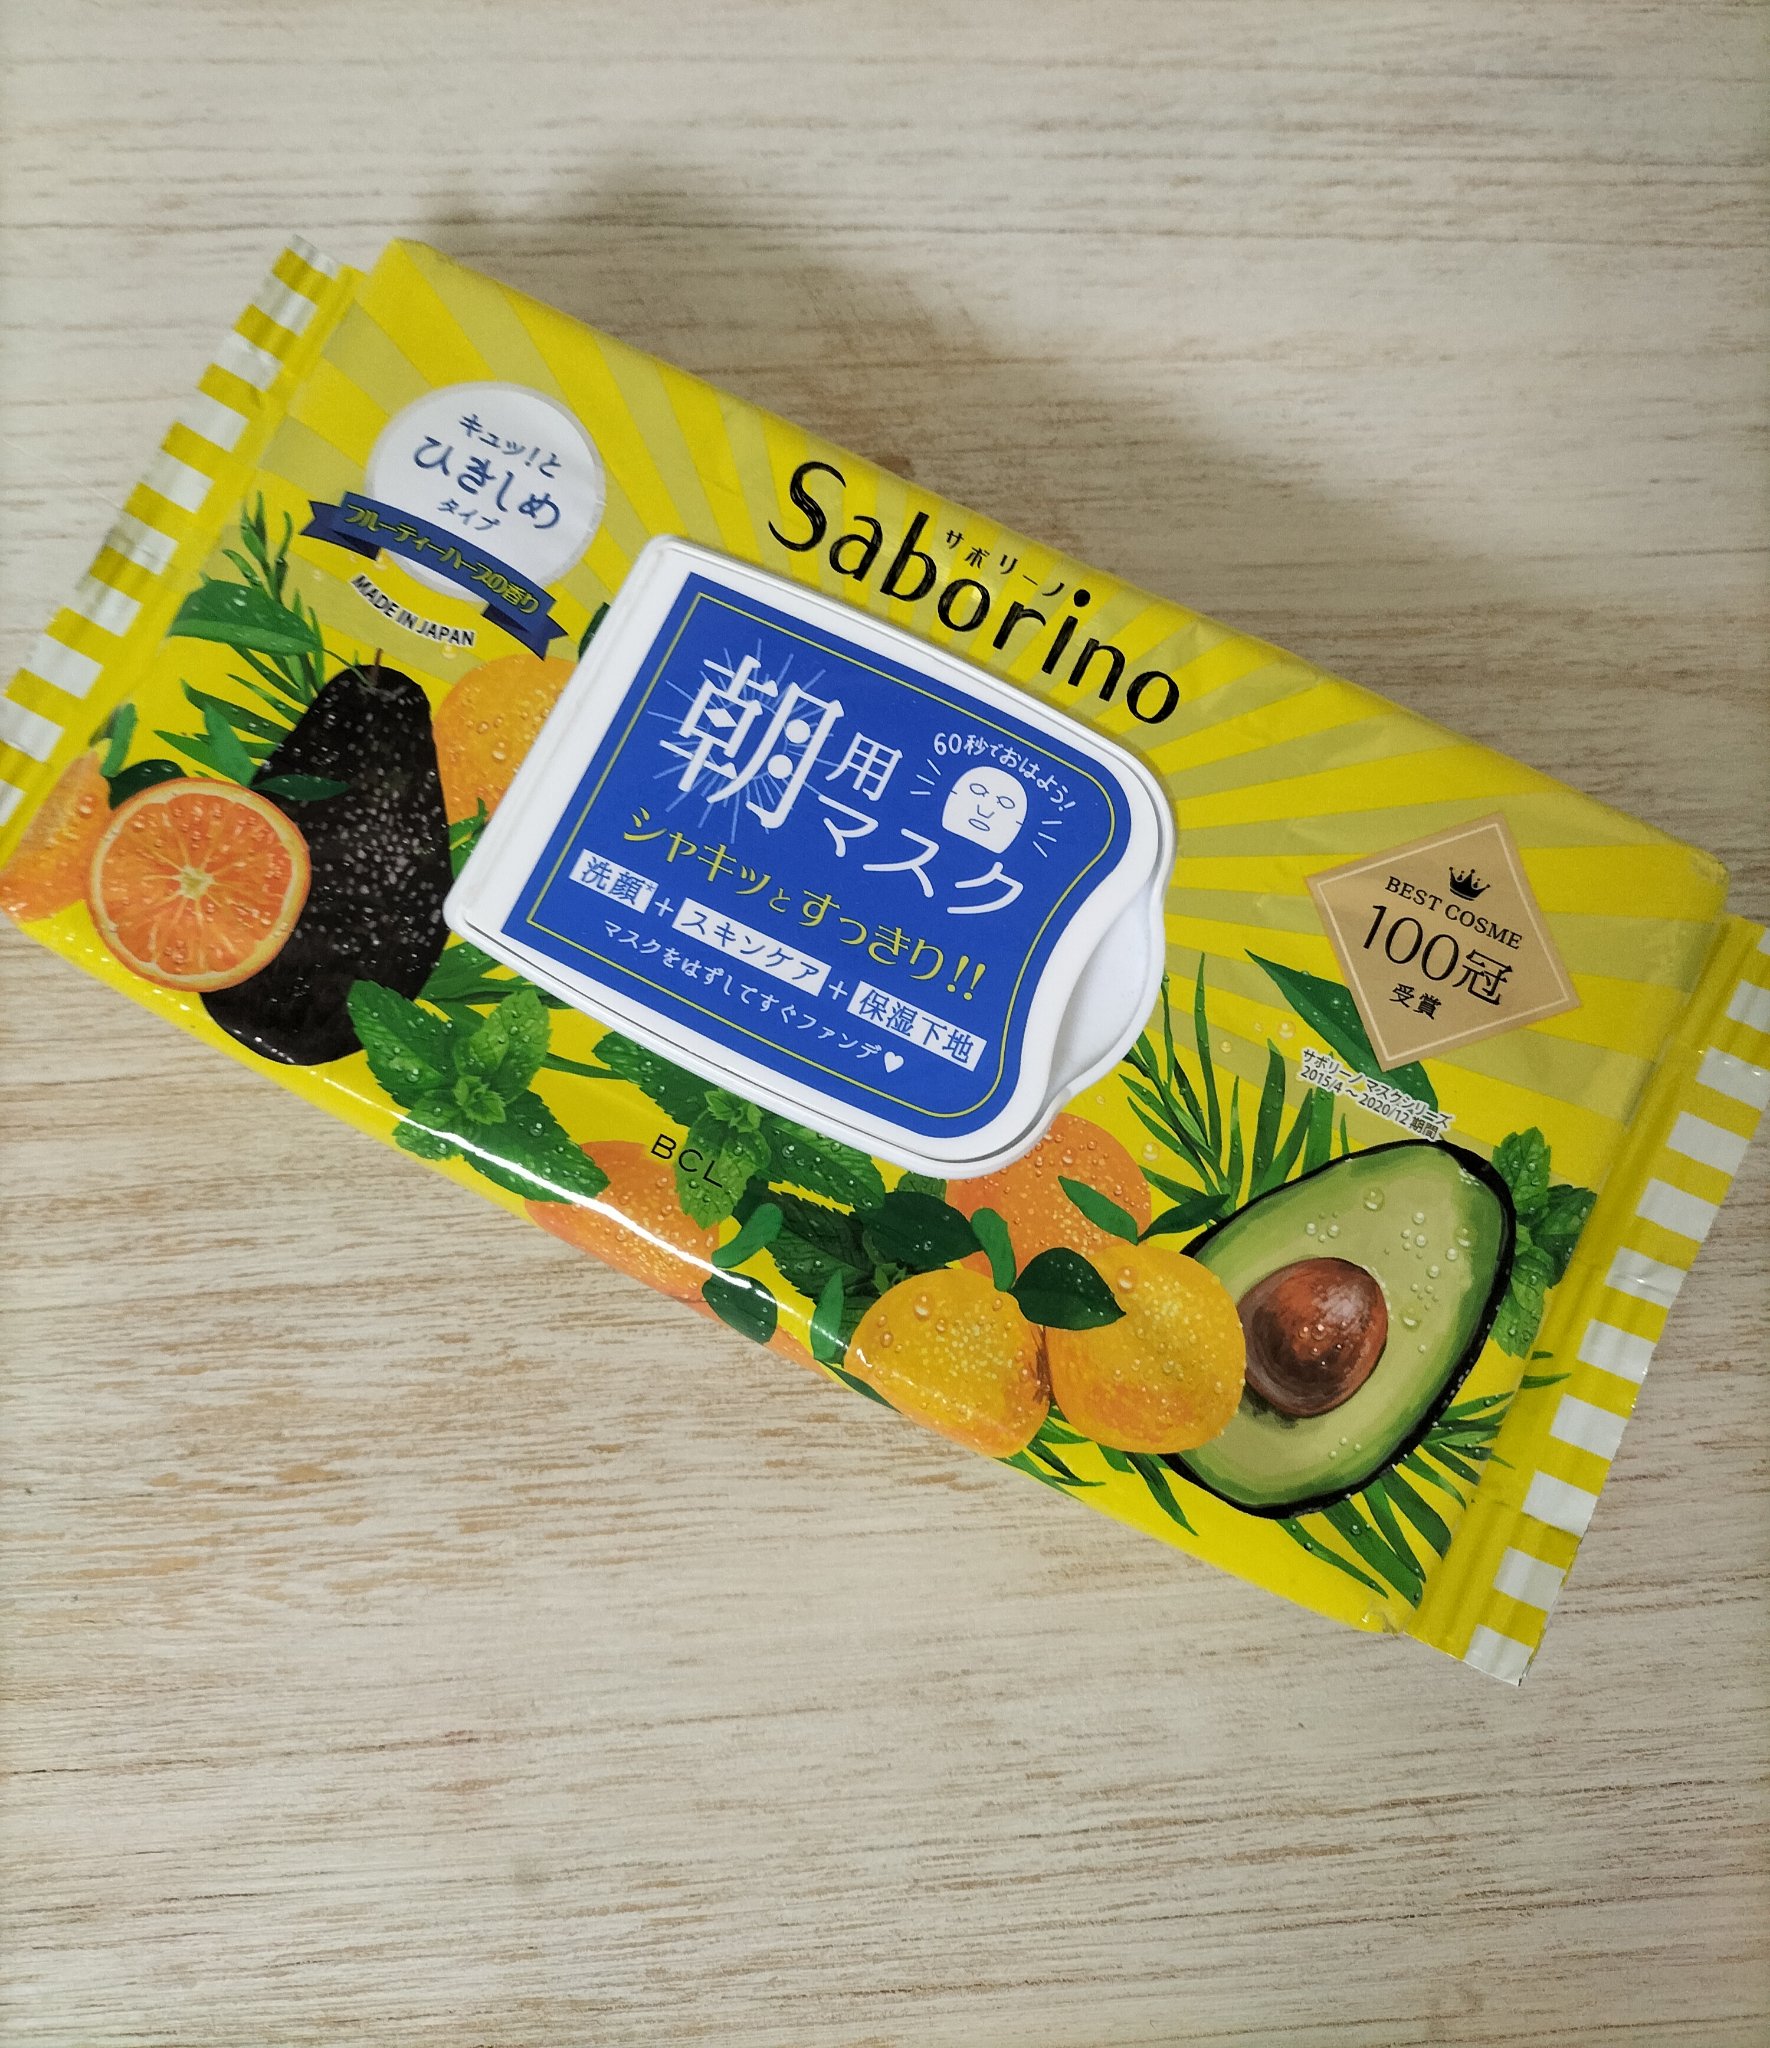 キュッ!と
ひきしめ
タイプ
フルーティーハーブの香り
MADE IN JAPAN
サボリーノ
Saborino
60秒でおはよう!
朝用マスク
シャキッとすっきり!!
洗顔*+スキンケア+保湿下地
マスクをはずしてすぐファンデ♥
BCL
BEST COSME
100冠
受賞
サボリーノ マスクシリーズ
2015/4 〜 2020/12 期間